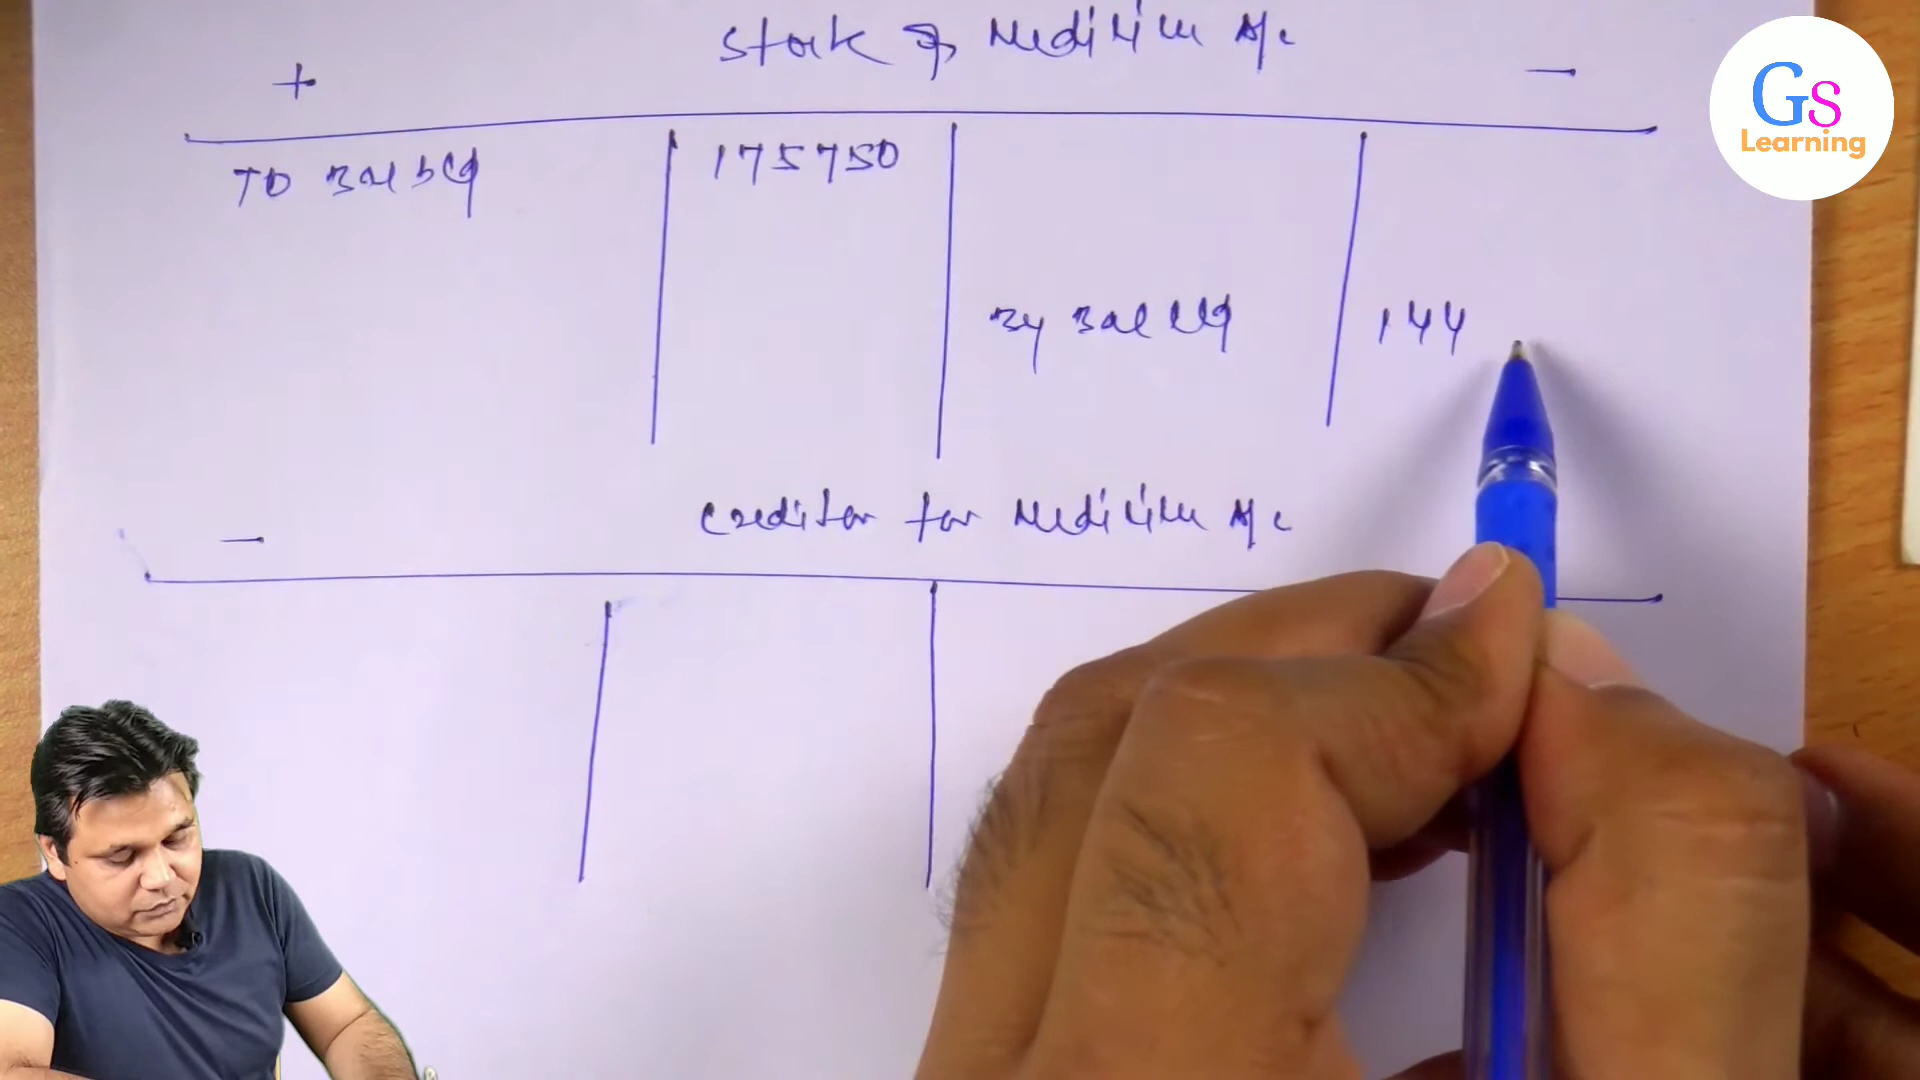 Stock of Medicine A/c
+ -
To Bal b/d 175750
By Bal c/d 144
Creditor for Medicine A/c
-
GS
Learning